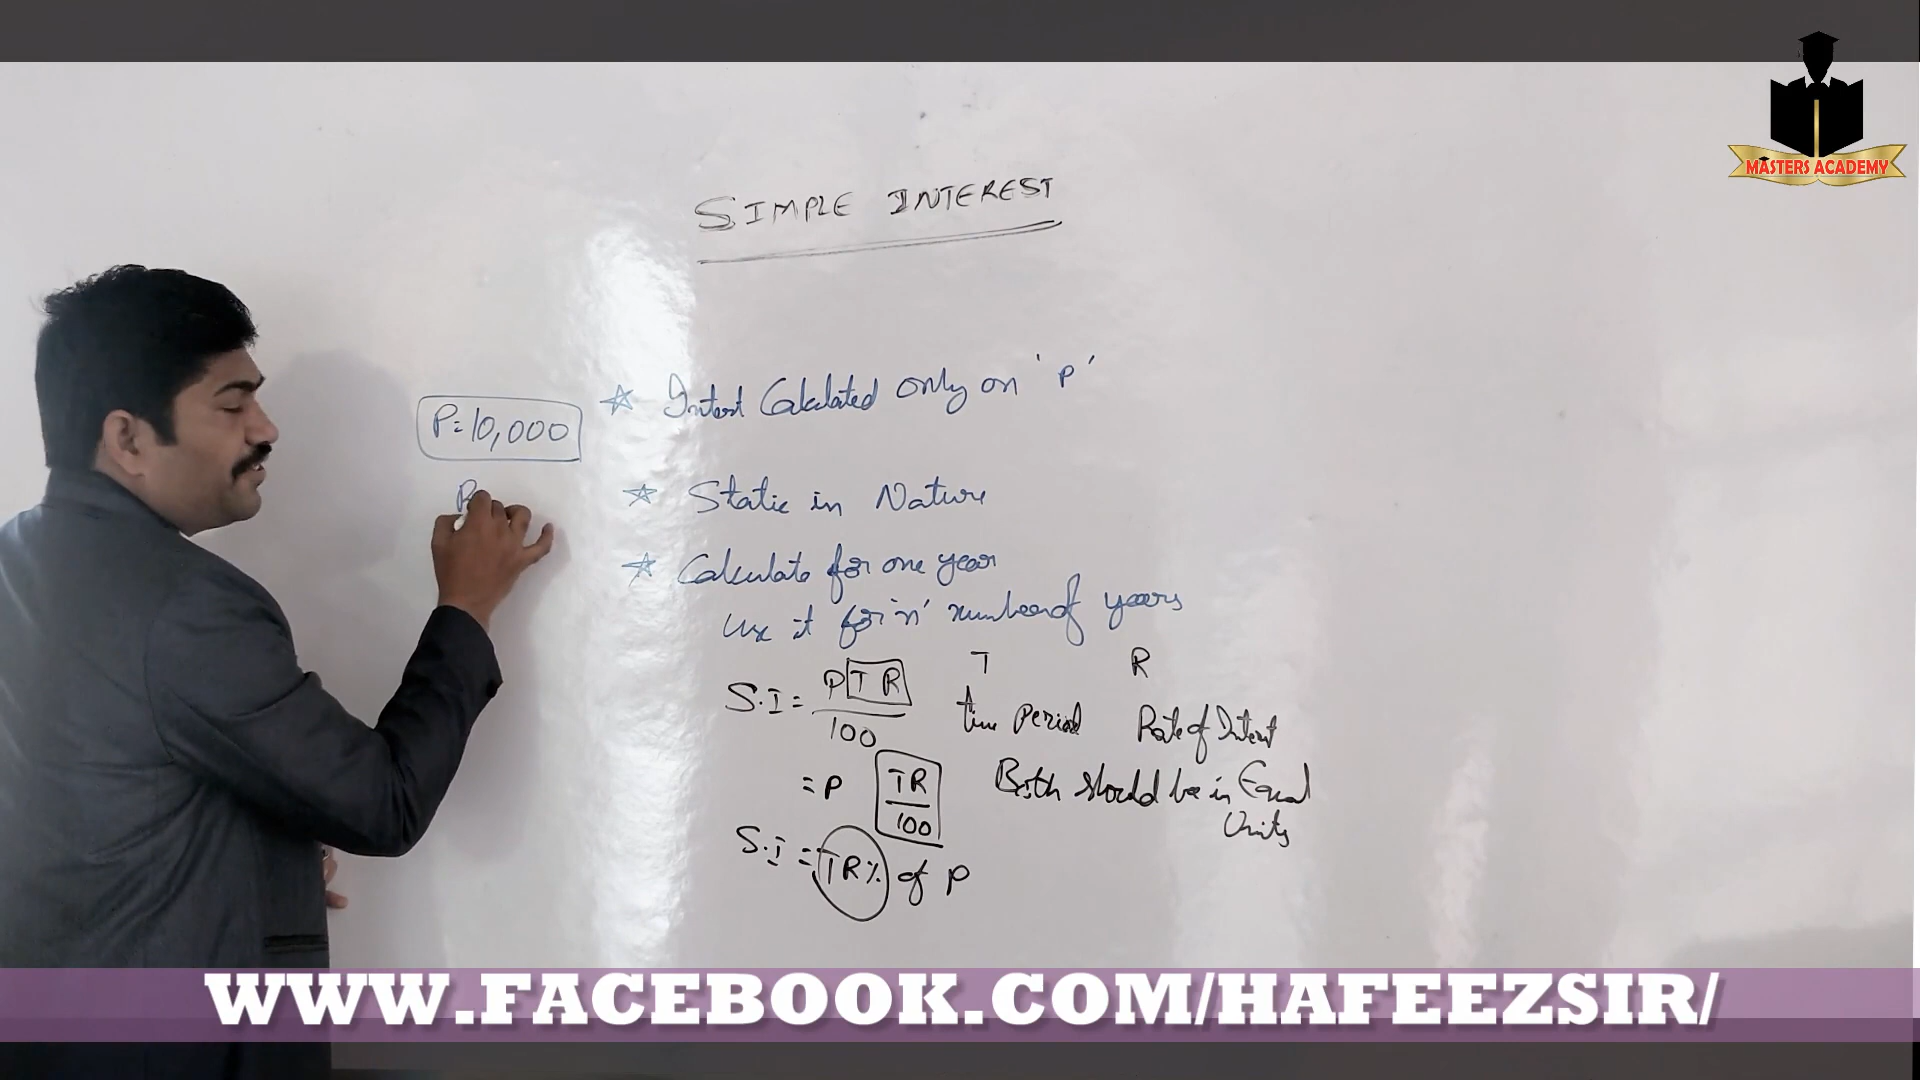 MASTERS ACADEMY
SIMPLE INTEREST
P=10,000
☆ Interest Calculated only on 'P'
R
☆ Static in Nature
☆ Calculate for one year
Use it for 'n' number of years
S.I = PTR/100
T
R
time Period
Rate of Interest
= P TR/100
Both should be in Equal
Units
S.I = TR% of P
WWW.FACEBOOK.COM/HAFEEZSIR/